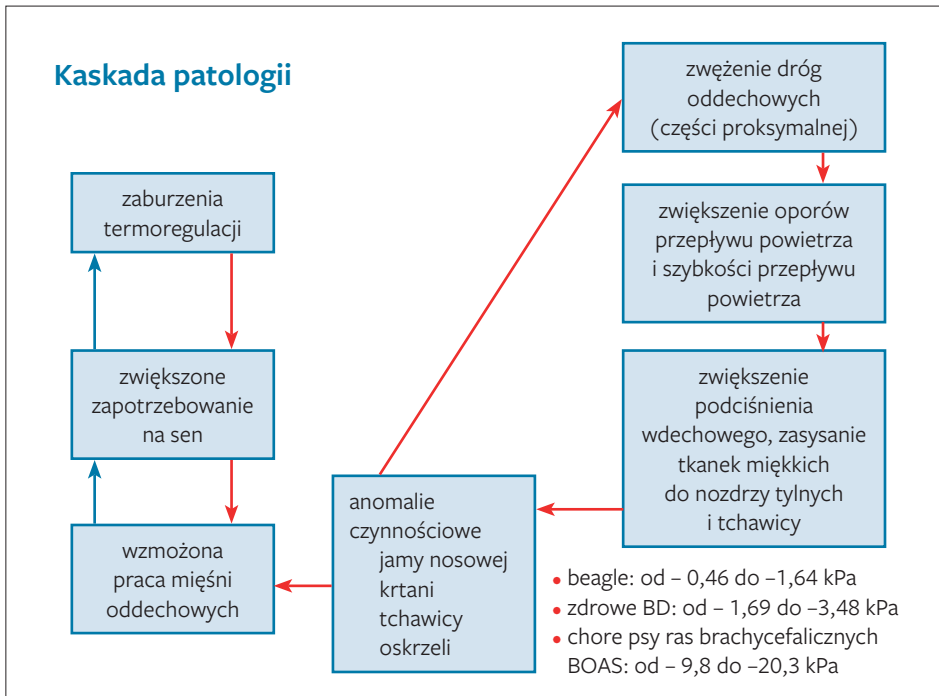 Kaskada patologii
zwężenie dróg
oddechowych
(części proksymalnej)
zwiększenie oporów
przepływu powietrza
i szybkości przepływu
powietrza
zwiększenie
podciśnienia
wdechowego, zasysanie
tkanek miękkich
do nozdrzy tylnych
i tchawicy
anomalie
czynnościowe
jamy nosowej
krtani
tchawicy
oskrzeli
wzmożona
praca mięśni
oddechowych
zwiększone
zapotrzebowanie
na sen
zaburzenia
termoregulacji
• beagle: od – 0,46 do –1,64 kPa
• zdrowe BD: od – 1,69 do –3,48 kPa
• chore psy ras brachycefalicznych
BOAS: od – 9,8 do –20,3 kPa